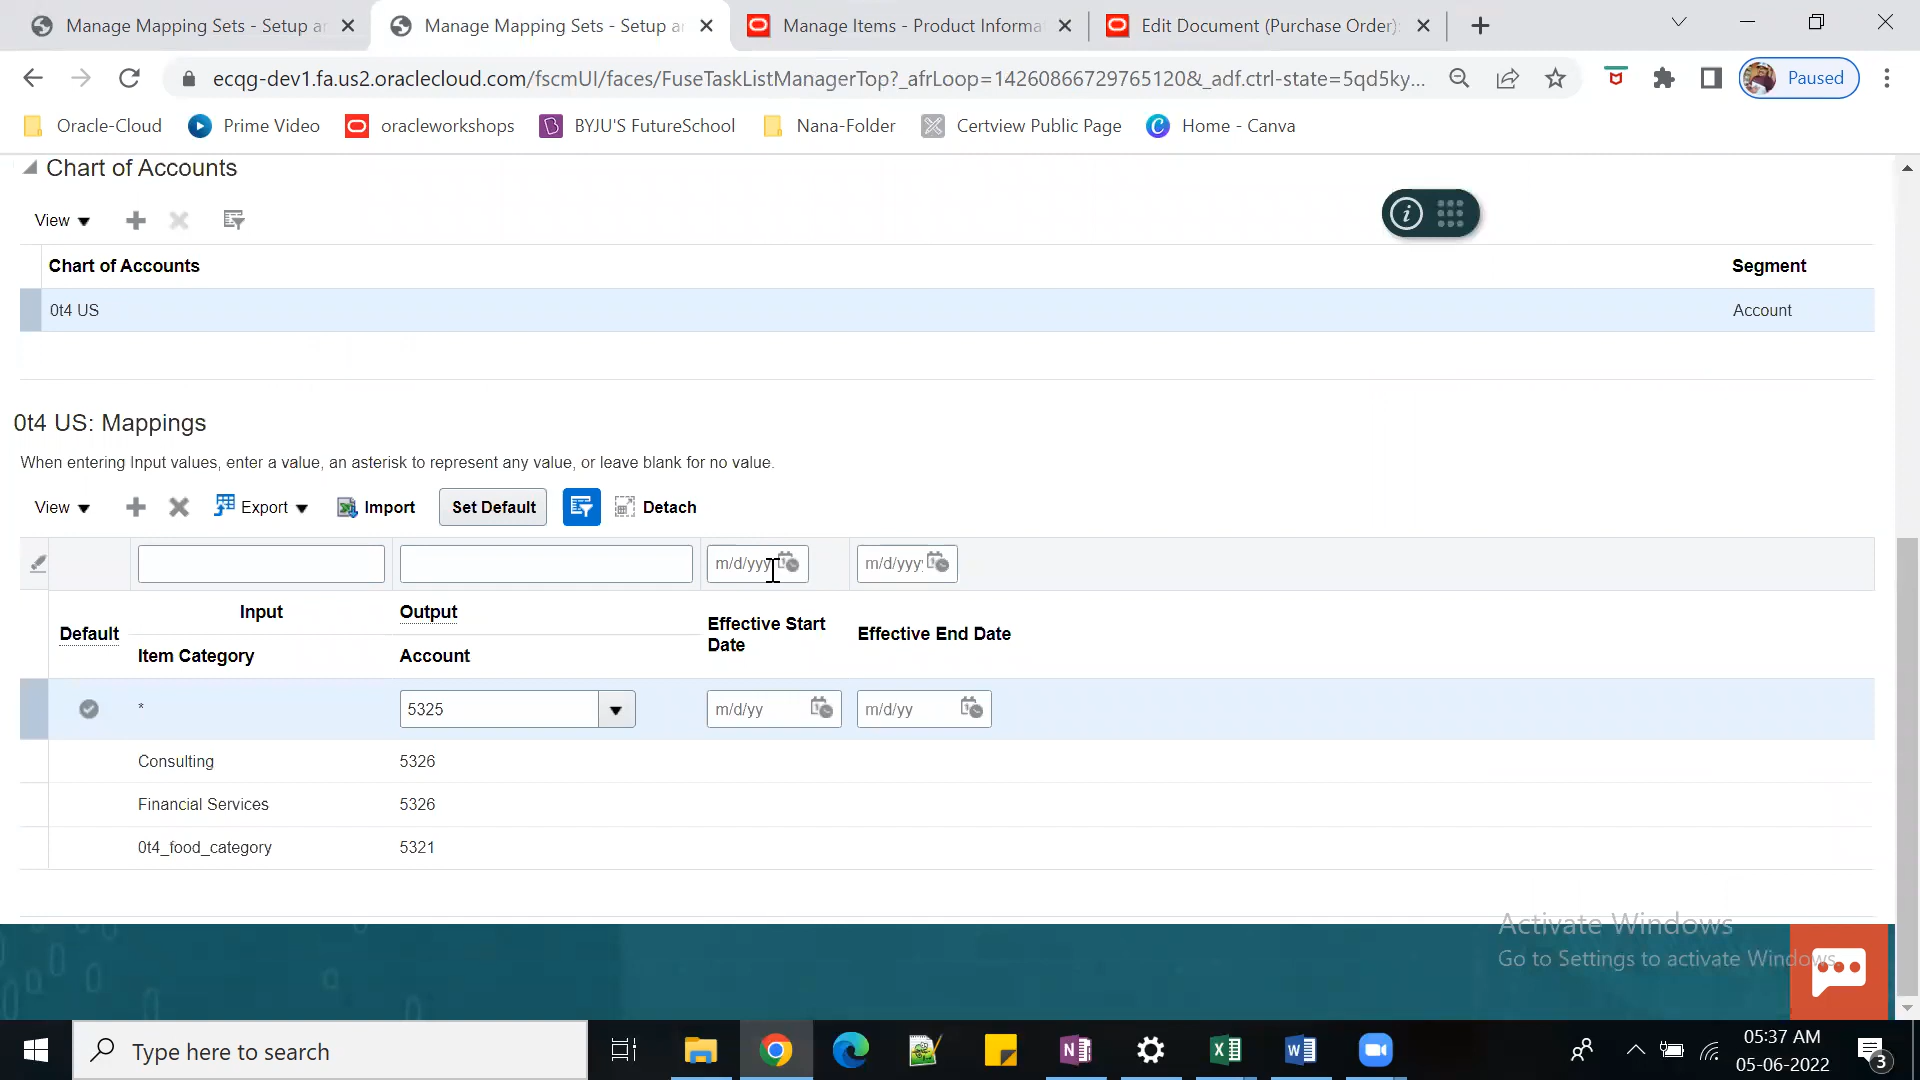 Manage Mapping Sets - Setup an
Manage Mapping Sets - Setup an
Manage Items - Product Informa
Edit Document (Purchase Order):
ecqg-dev1.fa.us2.oraclecloud.com/fscmUI/faces/FuseTaskListManagerTop?_afrLoop=14260866729765120&_adf.ctrl-state=5qd5ky...
Paused
Oracle-Cloud
Prime Video
oracleworkshops
BYJU'S FutureSchool
Nana-Folder
Certview Public Page
Home - Canva
Chart of Accounts
View
Chart of Accounts Segment
0t4 US Account
0t4 US: Mappings
When entering Input values, enter a value, an asterisk to represent any value, or leave blank for no value.
View Export Import Set Default Detach
m/d/yyy m/d/yyy
Input Output
Default Effective Start Date Effective End Date
Item Category Account
* 5325 m/d/yy m/d/yy
Consulting 5326
Financial Services 5326
0t4_food_category 5321
Activate Windows
Go to Settings to activate Windows.
Type here to search
05:37 AM
05-06-2022
3